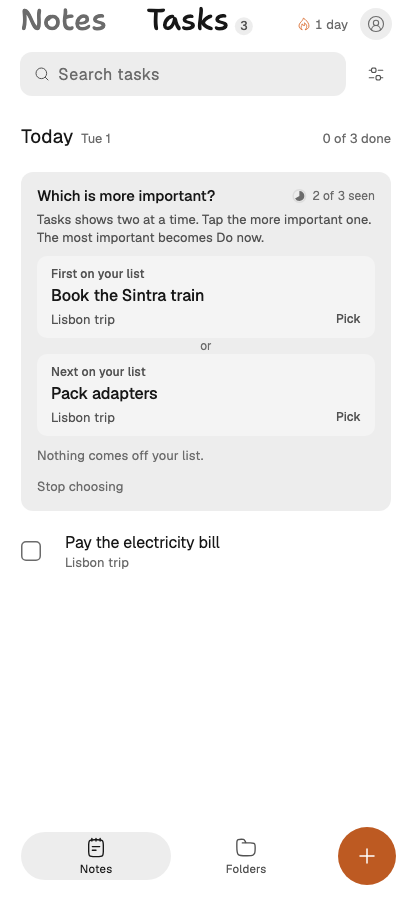 Notes
Tasks 3
1 day
Search tasks
Today Tue 1
0 of 3 done
Which is more important?
2 of 3 seen
Tasks shows two at a time. Tap the more important one.
The most important becomes Do now.
First on your list
Book the Sintra train
Lisbon trip
Pick
or
Next on your list
Pack adapters
Lisbon trip
Pick
Nothing comes off your list.
Stop choosing
Pay the electricity bill
Lisbon trip
Notes
Folders